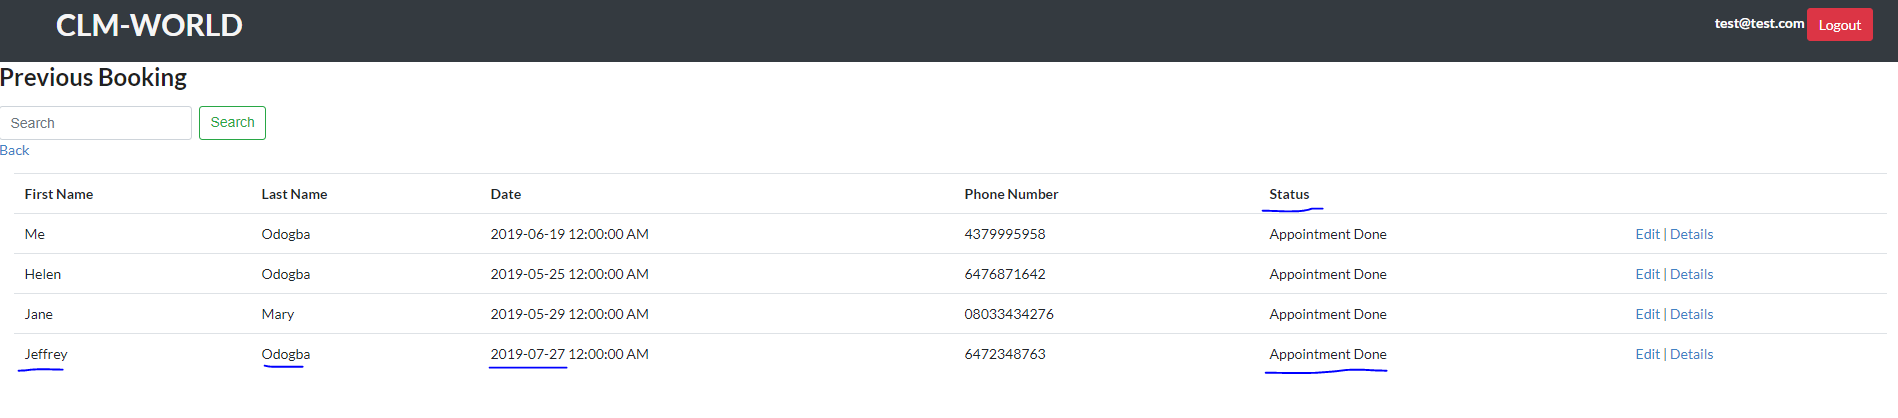 CLM-WORLD test@test.com Logout
Previous Booking
Search Search
Back
First Name Last Name Date Phone Number Status
Me Odogba 2019-06-19 12:00:00 AM 4379995958 Appointment Done Edit | Details
Helen Odogba 2019-05-25 12:00:00 AM 6476871642 Appointment Done Edit | Details
Jane Mary 2019-05-29 12:00:00 AM 08033434276 Appointment Done Edit | Details
Jeffrey Odogba 2019-07-27 12:00:00 AM 6472348763 Appointment Done Edit | Details